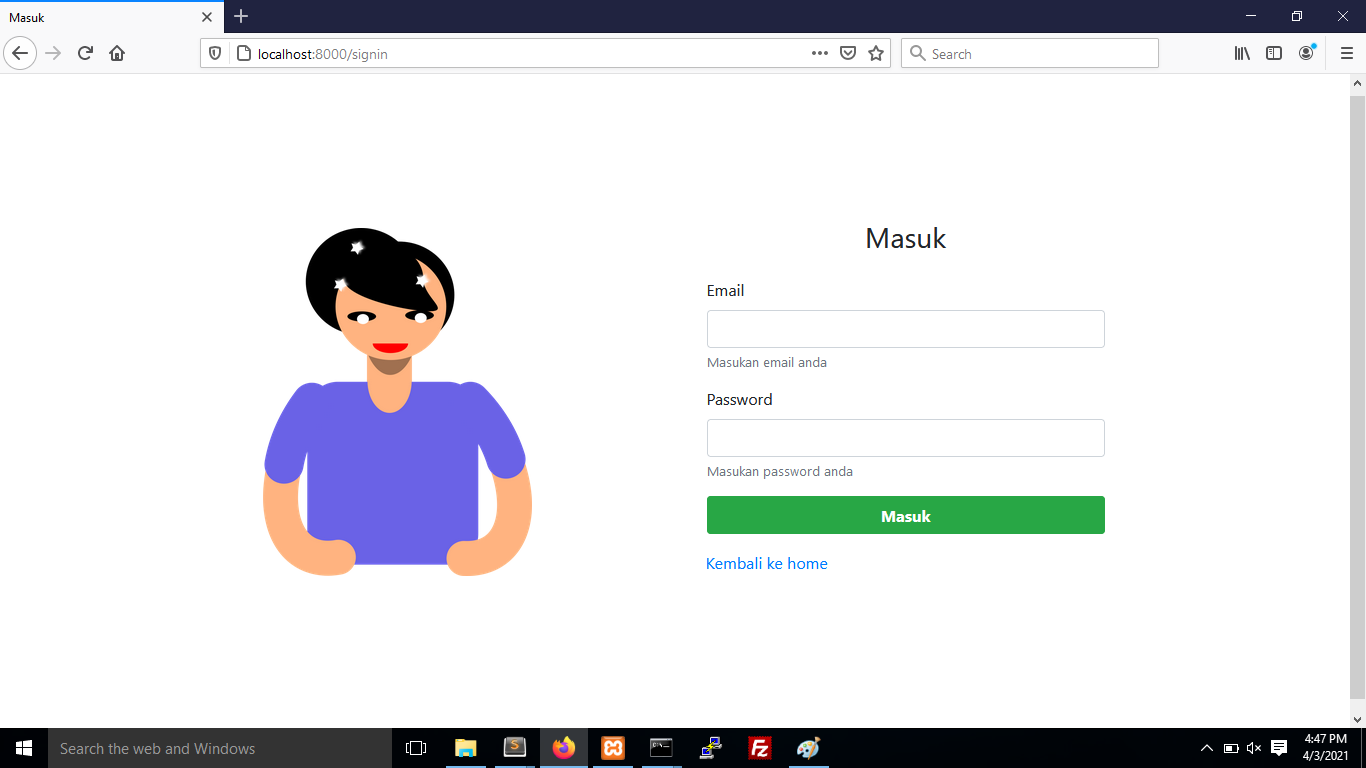 Masuk
localhost:8000/signin
Search
Masuk
Email
Masukan email anda
Password
Masukan password anda
Masuk
Kembali ke home
Search the web and Windows
4:47 PM
4/3/2021